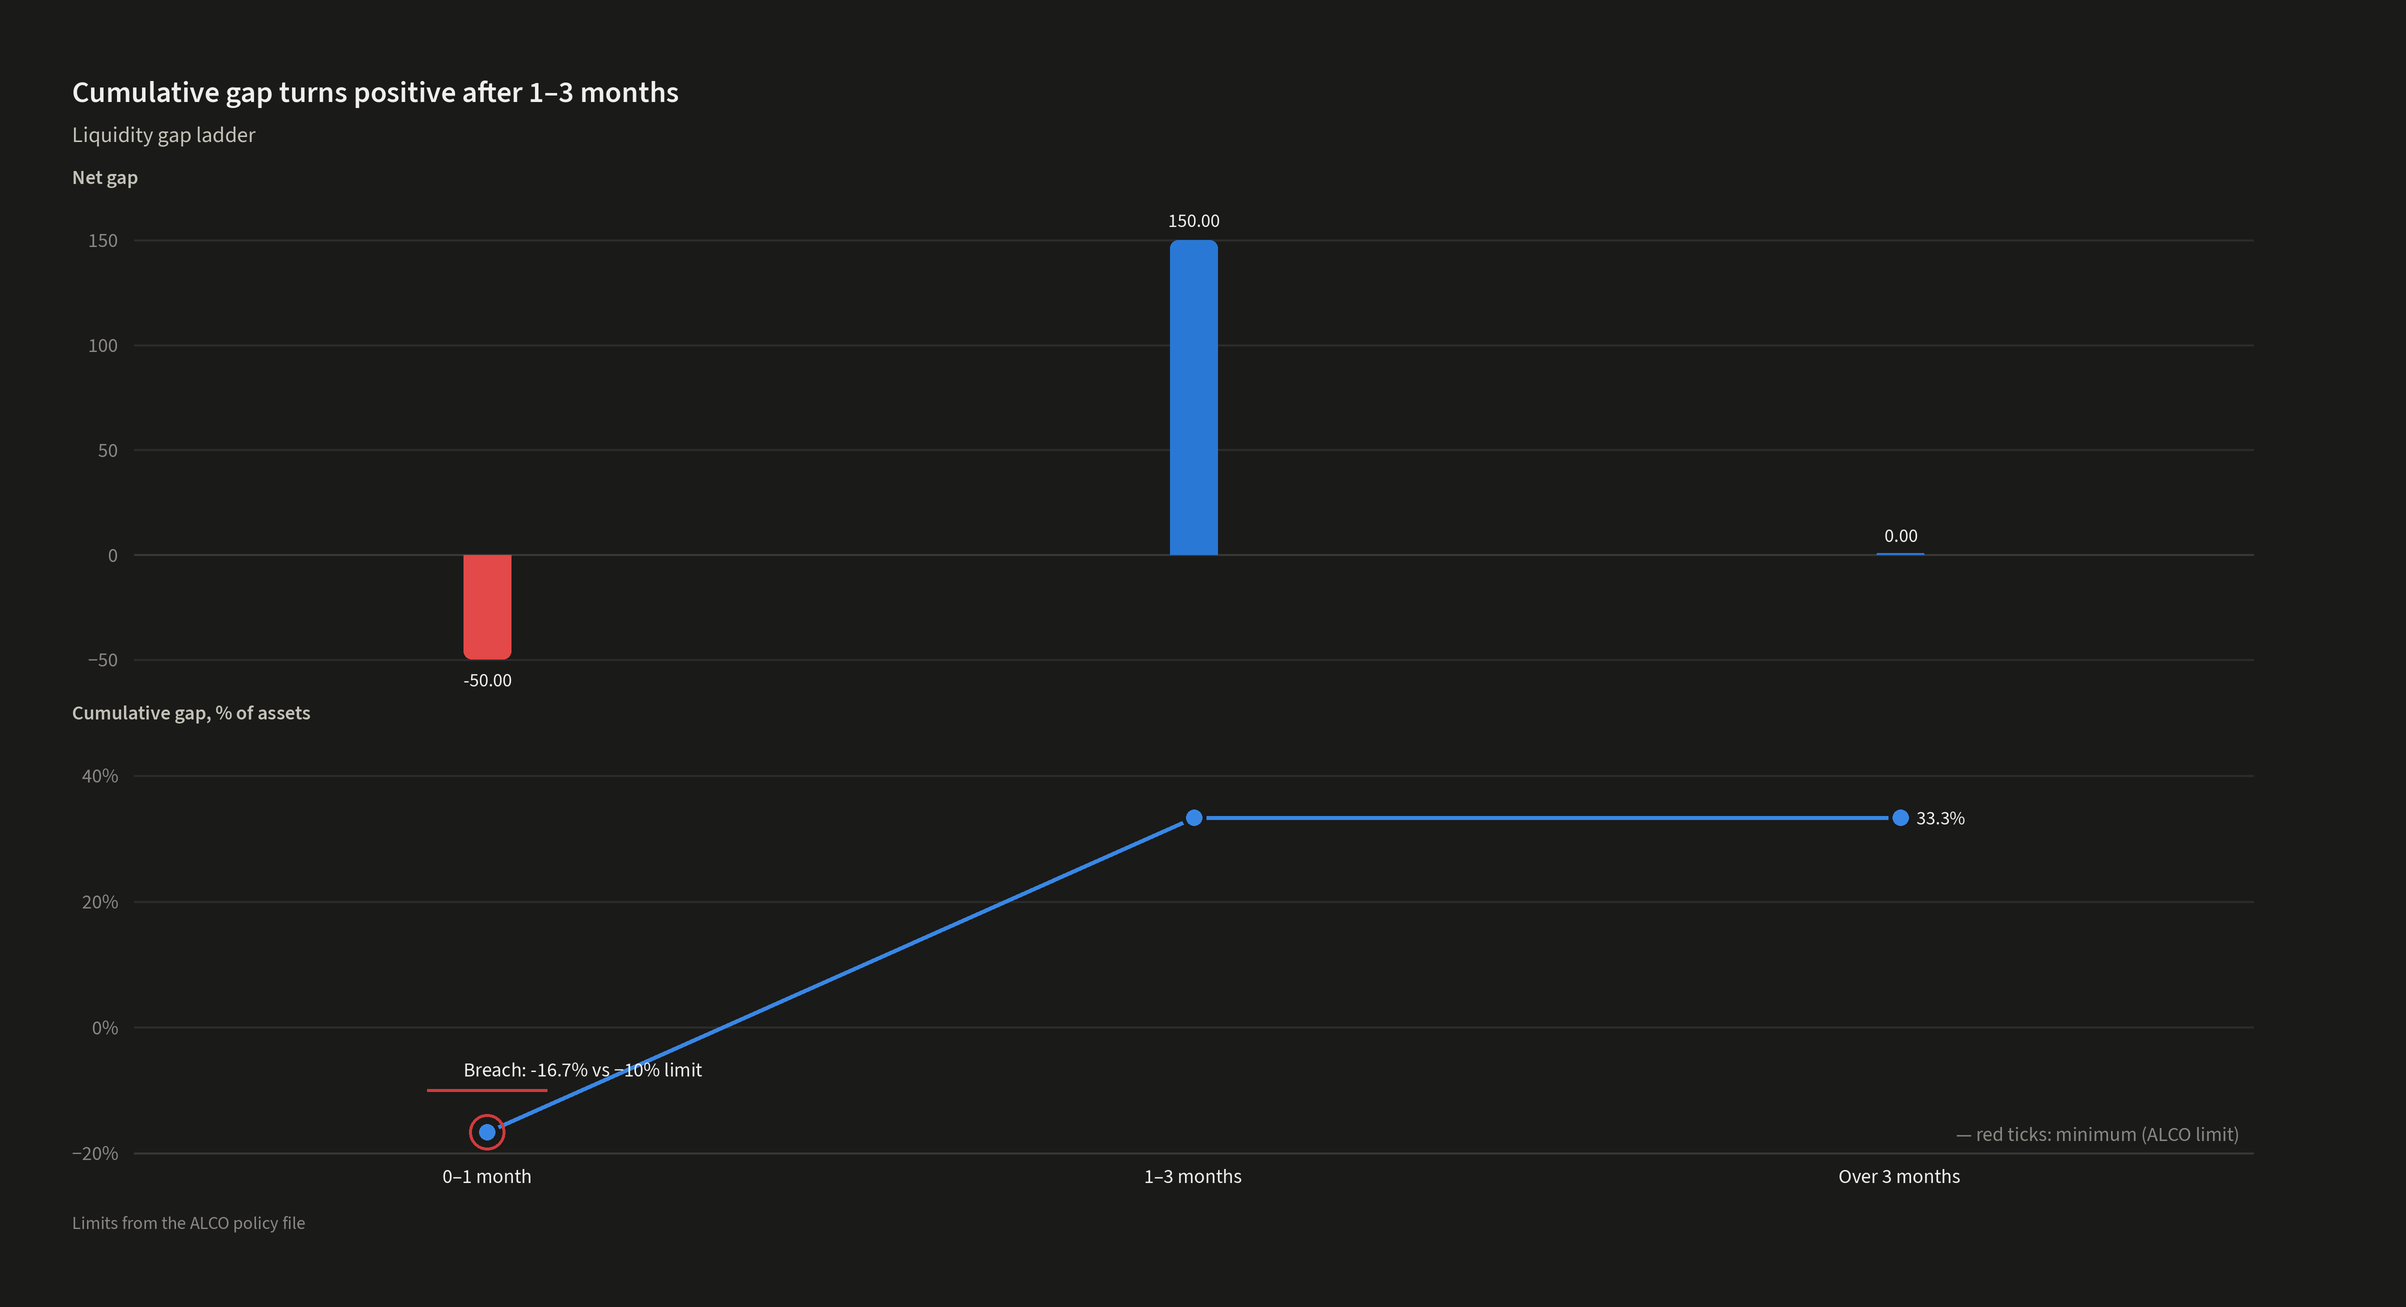 Cumulative gap turns positive after 1–3 months
Liquidity gap ladder
Net gap
150.00
150
100
50
0.00
0
−50
-50.00
Cumulative gap, % of assets
40%
33.3%
20%
0%
Breach: -16.7% vs −10% limit
— red ticks: minimum (ALCO limit)
−20%
0–1 month 1–3 months Over 3 months
Limits from the ALCO policy file